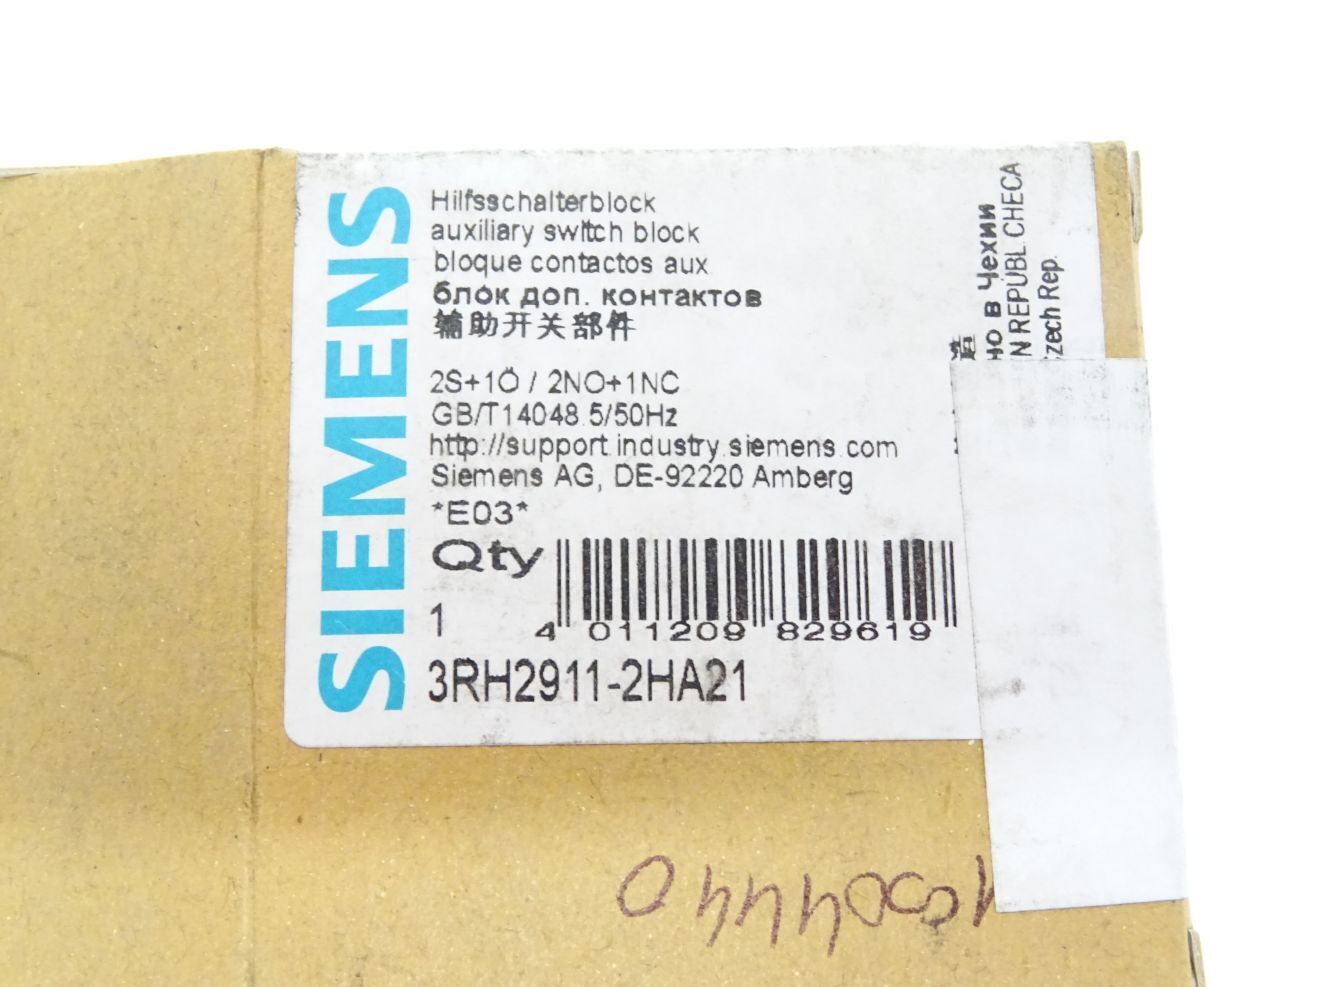 SIEMENS
Hilfsschalterblock
auxiliary switch block
bloque contactos aux.
блок доп. контактов
辅助开关部件
2S+1Ö / 2NO+1NC
GB/T14048.5/50Hz
http://support.industry.siemens.com
Siemens AG, DE-92220 Amberg
*E03*
Qty
1
4 011209 829619
3RH2911-2HA21
造
но в Чехии
N REPÚBL.CHECA
zech Rep.